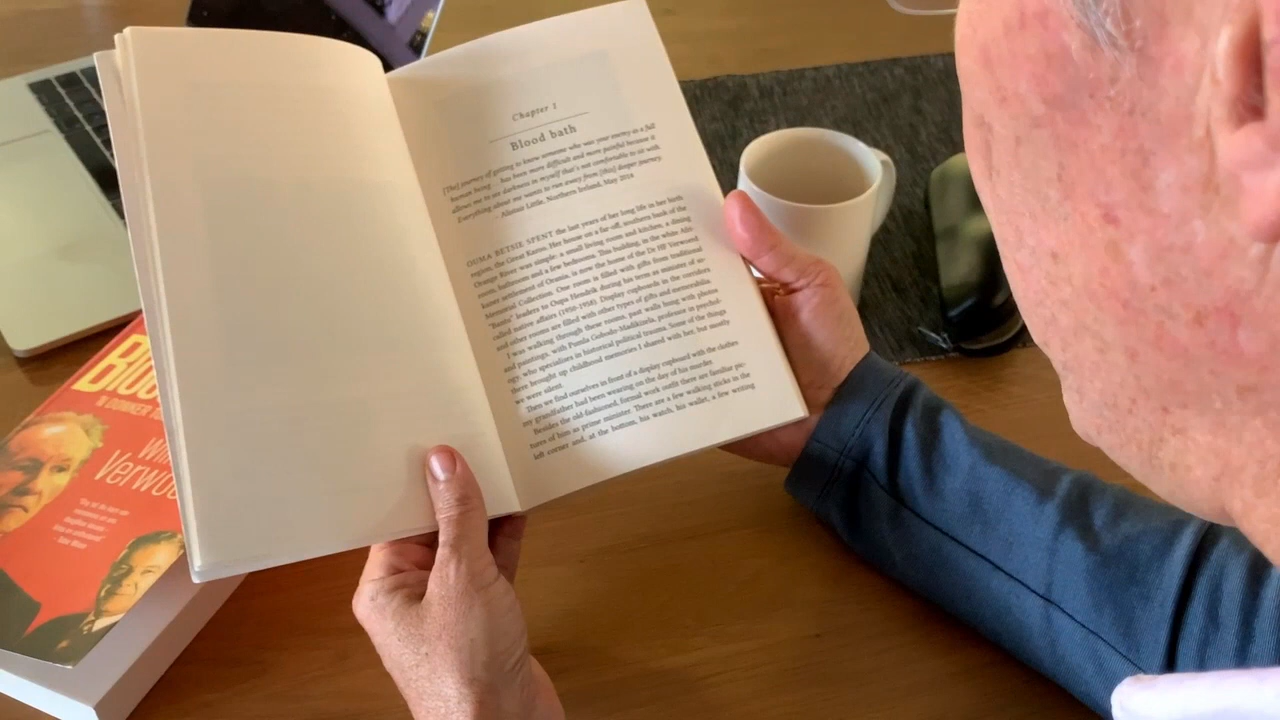 Chapter 1
Blood bath
[The] journey of getting to know someone who was your enemy as a full
human being has been more difficult and more painful because it
allows me to see darkness in myself that's not comfortable to sit with.
Everything about me wants to run away from [this] deeper journey.
- Alistair Little, Northern Ireland, May 2014
OUMA BETSIE SPENT the last years of her long life in her birth
region, the Great Karoo. Her house on a far-off, southern bank of the
Orange River was simple: a small living room and kitchen, a dining
room, bathroom and a few bedrooms. This building, in the white Afri-
kaner settlement of Orania, is now the home of the Dr HF Verwoerd
Memorial Collection. One room is filled with gifts from traditional
"Bantu" leaders to Oupa Hendrik during his term as minister of so-
called native affairs (1950-1958). Display cupboards in the corridors
and other rooms are filled with other types of gifts and memorabilia.
I was walking through these rooms, past walls hung with photos
and paintings, with Pumla Gobodo-Madikizela, professor in psychol-
ogy, who specialises in historical political trauma. Some of the things
there brought up childhood memories I shared with her, but mostly
we were silent.
Then we find ourselves in front of a display cupboard with the clothes
my grandfather had been wearing on the day of his murder.
Besides the old-fashioned, formal work outfit there are familiar pic-
tures of him as prime minister. There are a few walking sticks in the
left corner and, at the bottom, his watch, his wallet, a few writing
'N DONNER
Verwoe